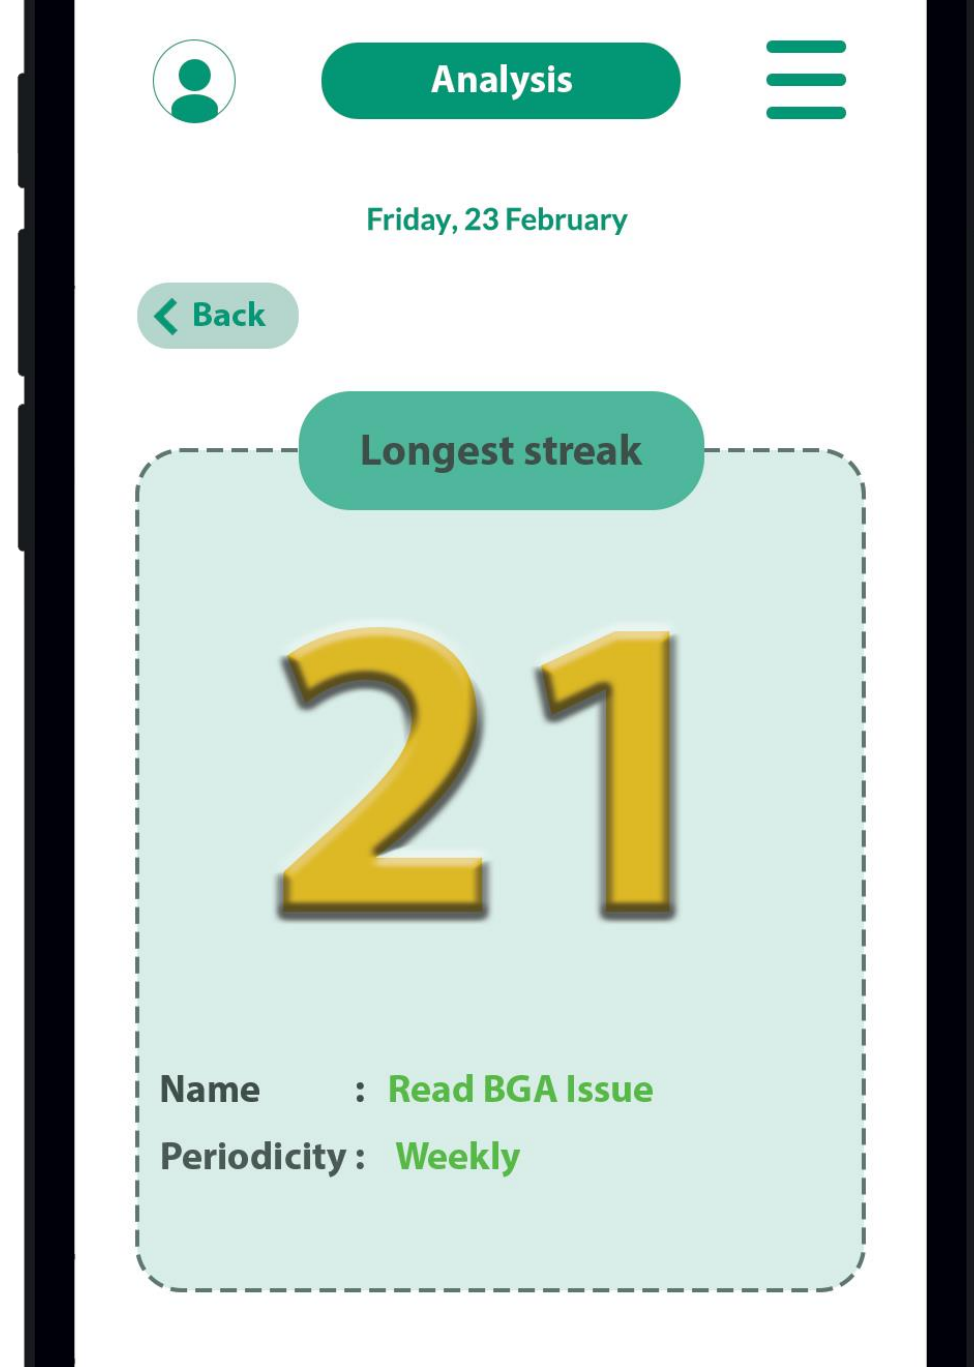 Analysis
Friday, 23 February
Back
Longest streak
21
Name : Read BGA Issue
Periodicity : Weekly